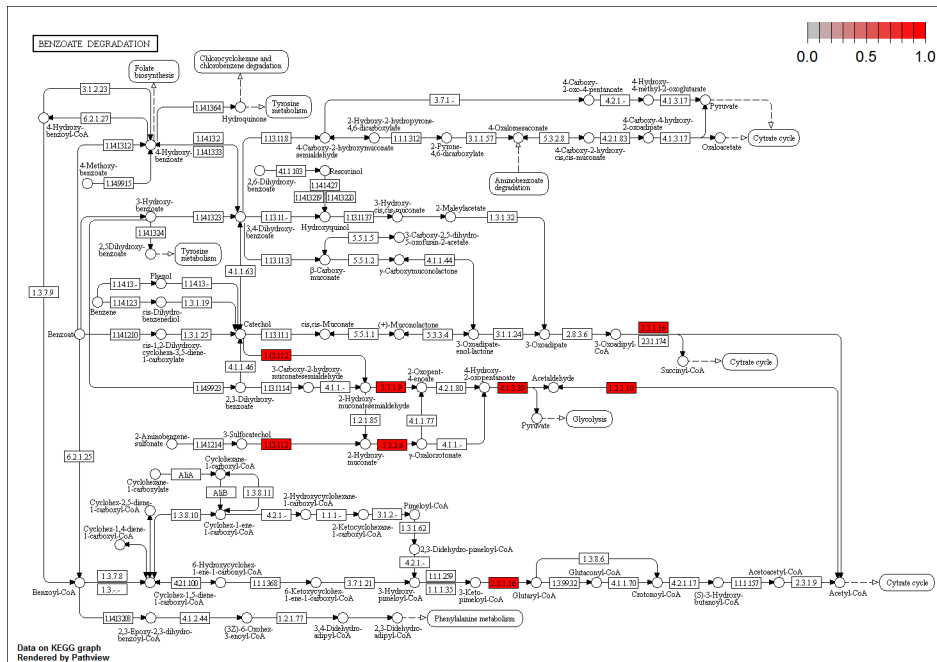 BENZOATE DEGRADATION
0.0 0.5 1.0
3.1.2.23
Folate
biosynthesis
Chlorocyclohexane and
chlorobenzene degradation
6.2.1.27
4-Hydroxy-
benzoyl-CoA
1.14.13.64
Hydroquinone
Tyrosine
metabolism
1.14.13.12
4-Hydroxy-
benzoate
1.14.13.2
1.14.13.33
4-Methoxy-
benzoate
1.14.99.15
1.13.11.8
4-Carboxy-2-hydroxymuconate
semialdehyde
3.7.1.-
4-Carboxy-
2-oxo-4-pentanoate
4.2.1.-
4-Hydroxy-
4-methyl-2-oxoglutarate
4.1.3.17
Pyruvate
Cytrate cycle
2-Hydroxy-2-hydropyrone-
4,6-dicarboxylate
1.1.1.312
2-Pyrone-
4,6-dicarboxylate
3.1.1.57
4-Oxalomesaconate
5.3.2.8
4-Carboxy-2-hydroxy-
cis,cis-muconate
4.2.1.83
4-Carboxy-4-hydroxy-
2-oxoadipate
4.1.3.17
Oxaloacetate
Aminobenzoate
degradation
4.1.1.103
2,6-Dihydroxy-
benzoate
Resorcinol
1.14.14.27
1.14.13.219
1.14.13.220
3-Hydroxy-
benzoate
1.14.13.23
1.14.13.24
2,5Dihydroxy-
benzoate
Tyrosine
metabolism
3,4-Dihydroxy-
benzoate
1.13.11.-
Hydroxyquinol
1.13.11.37
3-Hydroxy-
cis,cis-muconate
2-Maleylacetate
1.3.1.32
1.13.11.3
β-Carboxy-
muconate
5.5.1.5
3-Carboxy-2,5-dihydro-
5-oxofuran-2-acetate
5.5.1.2
γ-Carboxymuconolactone
4.1.1.44
4.1.1.63
1.3.7.9
Phenol
1.14.13.-
1.14.13.-
Benzene
1.14.12.3
cis-Dihydro-
benzenediol
1.3.1.19
Benzoate
1.14.12.10
cis-1,2-Dihydroxy-
cyclohexa-3,5-diene-
1-carboxylate
1.3.1.25
Catechol
1.13.11.1
cis,cis-Muconate
5.5.1.1
(+)-Muconolactone
5.3.3.4
3-Oxoadipate-
enol-lactone
3.1.1.24
3-Oxoadipate
2.8.3.6
3-Oxoadipyl-
CoA
2.3.1.16
2.3.1.174
Succinyl-CoA
Cytrate cycle
1.13.11.2
4.1.1.46
3-Carboxy-2-hydroxy-
muconatesemialdehyde
1.14.99.23
2,3-Dihydroxy-
benzoate
1.13.11.14
4.1.1.-
2-Hydroxy-
muconatesemialdehyde
3.7.1.9
2-Oxopent-
4-enoate
4.2.1.80
4-Hydroxy-
2-oxopentanoate
4.1.3.39
Acetaldehyde
1.2.1.10
Pyruvate
Glycolysis
1.2.1.85
4.1.1.77
2-Aminobenzene-
sulfonate
1.14.12.14
3-Sulfocatechol
1.13.11.2
2-Hydroxy-
muconate
5.3.2.6
γ-Oxalocrotonate
4.1.1.-
6.2.1.25
Cyclohexane-
1-carboxylate
AliA
Cyclohexane-
1-carboxyl-CoA
AliB
1.3.8.11
Cyclohex-2,5-diene-
1-carboxyl-CoA
1.3.8.10
Cyclohex-1-ene-
1-carboxyl-CoA
4.2.1.-
2-Hydroxycyclohexane-
1-carboxyl-CoA
1.1.1.-
2-Ketocyclohexane-
1-carboxyl-CoA
3.1.2.-
Pimeloyl-CoA
1.3.1.62
2,3-Didehydro-pimeloyl-CoA
4.2.1.-
Cyclohex-1,4-diene-
1-carboxyl-CoA
Benzoyl-CoA
1.3.7.8
1.3.-.-
Cyclohex-1,5-diene-
1-carboxyl-CoA
4.2.1.100
6-Hydroxycyclohex-
1-ene-1-carboxyl-CoA
1.1.1.368
6-Ketocyclohex-
1-ene-1-carboxyl-CoA
3.7.1.21
3-Hydroxy-
pimeloyl-CoA
1.1.1.259
1.1.1.35
3-Keto-
pimeloyl-CoA
2.3.1.16
Glutaryl-CoA
1.3.99.32
Glutaconyl-CoA
1.3.8.6
4.1.1.70
Crotonoyl-CoA
4.2.1.17
(S)-3-Hydroxy-
butanoyl-CoA
1.1.1.157
Acetoacetyl-CoA
2.3.1.9
Acetyl-CoA
Cytrate cycle
1.14.13.208
2,3-Epoxy-2,3-dihydro-
benzoyl-CoA
4.1.2.44
(3Z)-6-Oxohex-
3-enoyl-CoA
1.2.1.77
3,4-Didehydro-
adipyl-CoA
2,3-Didehydro-
adipyl-CoA
Phenylalanine metabolism
Data on KEGG graph
Rendered by Pathview